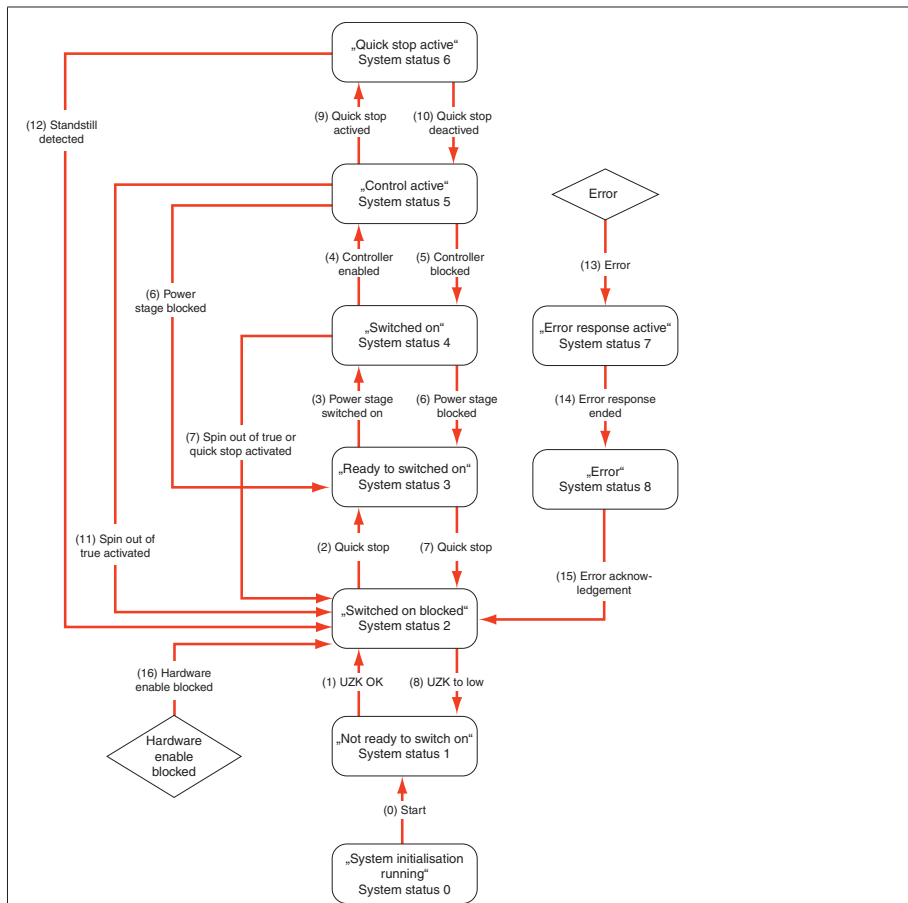 „Quick stop active“
System status 6
(12) Standstill
detected
(9) Quick stop
actived
(10) Quick stop
deactived
„Control active“
System status 5
Error
(4) Controller
enabled
(5) Controller
blocked
(13) Error
(6) Power
stage blocked
„Switched on“
System status 4
„Error response active“
System status 7
(3) Power stage
switched on
(6) Power stage
blocked
(14) Error response
ended
(7) Spin out of true or
quick stop activated
„Ready to switched on“
System status 3
„Error“
System status 8
(11) Spin out of
true activated
(2) Quick stop
(7) Quick stop
(15) Error acknow-
ledgement
„Switched on blocked“
System status 2
(16) Hardware
enable blocked
(1) UZK OK
(8) UZK to low
Hardware
enable
blocked
„Not ready to switch on“
System status 1
(0) Start
„System initialisation
running“
System status 0